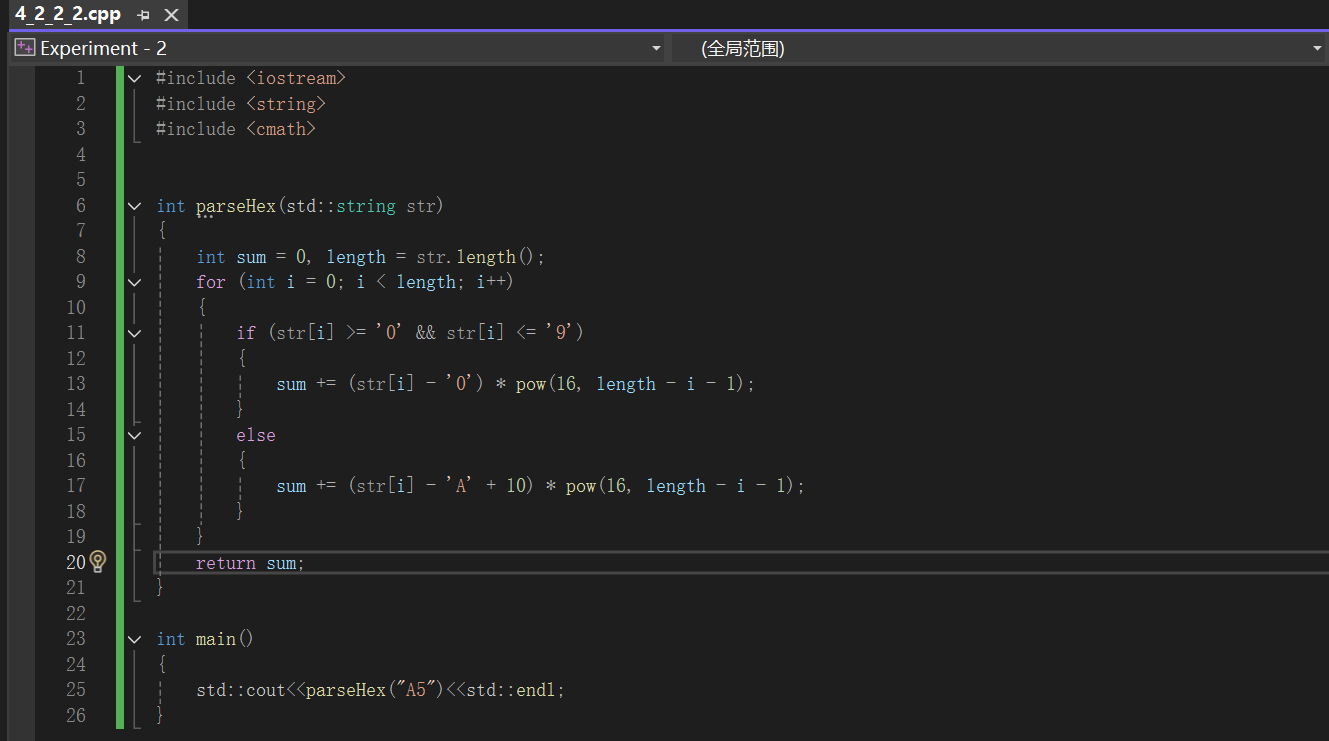 4_2_2_2.cpp
Experiment - 2
(全局范围)
1 #include <iostream>
2 #include <string>
3 #include <cmath>
4
5
6 int parseHex(std::string str)
7 {
8 int sum = 0, length = str.length();
9 for (int i = 0; i < length; i++)
10 {
11 if (str[i] >= '0' && str[i] <= '9')
12 {
13 sum += (str[i] - '0') * pow(16, length - i - 1);
14 }
15 else
16 {
17 sum += (str[i] - 'A' + 10) * pow(16, length - i - 1);
18 }
19 }
20 return sum;
21 }
22
23 int main()
24 {
25 std::cout<<parseHex("A5")<<std::endl;
26 }